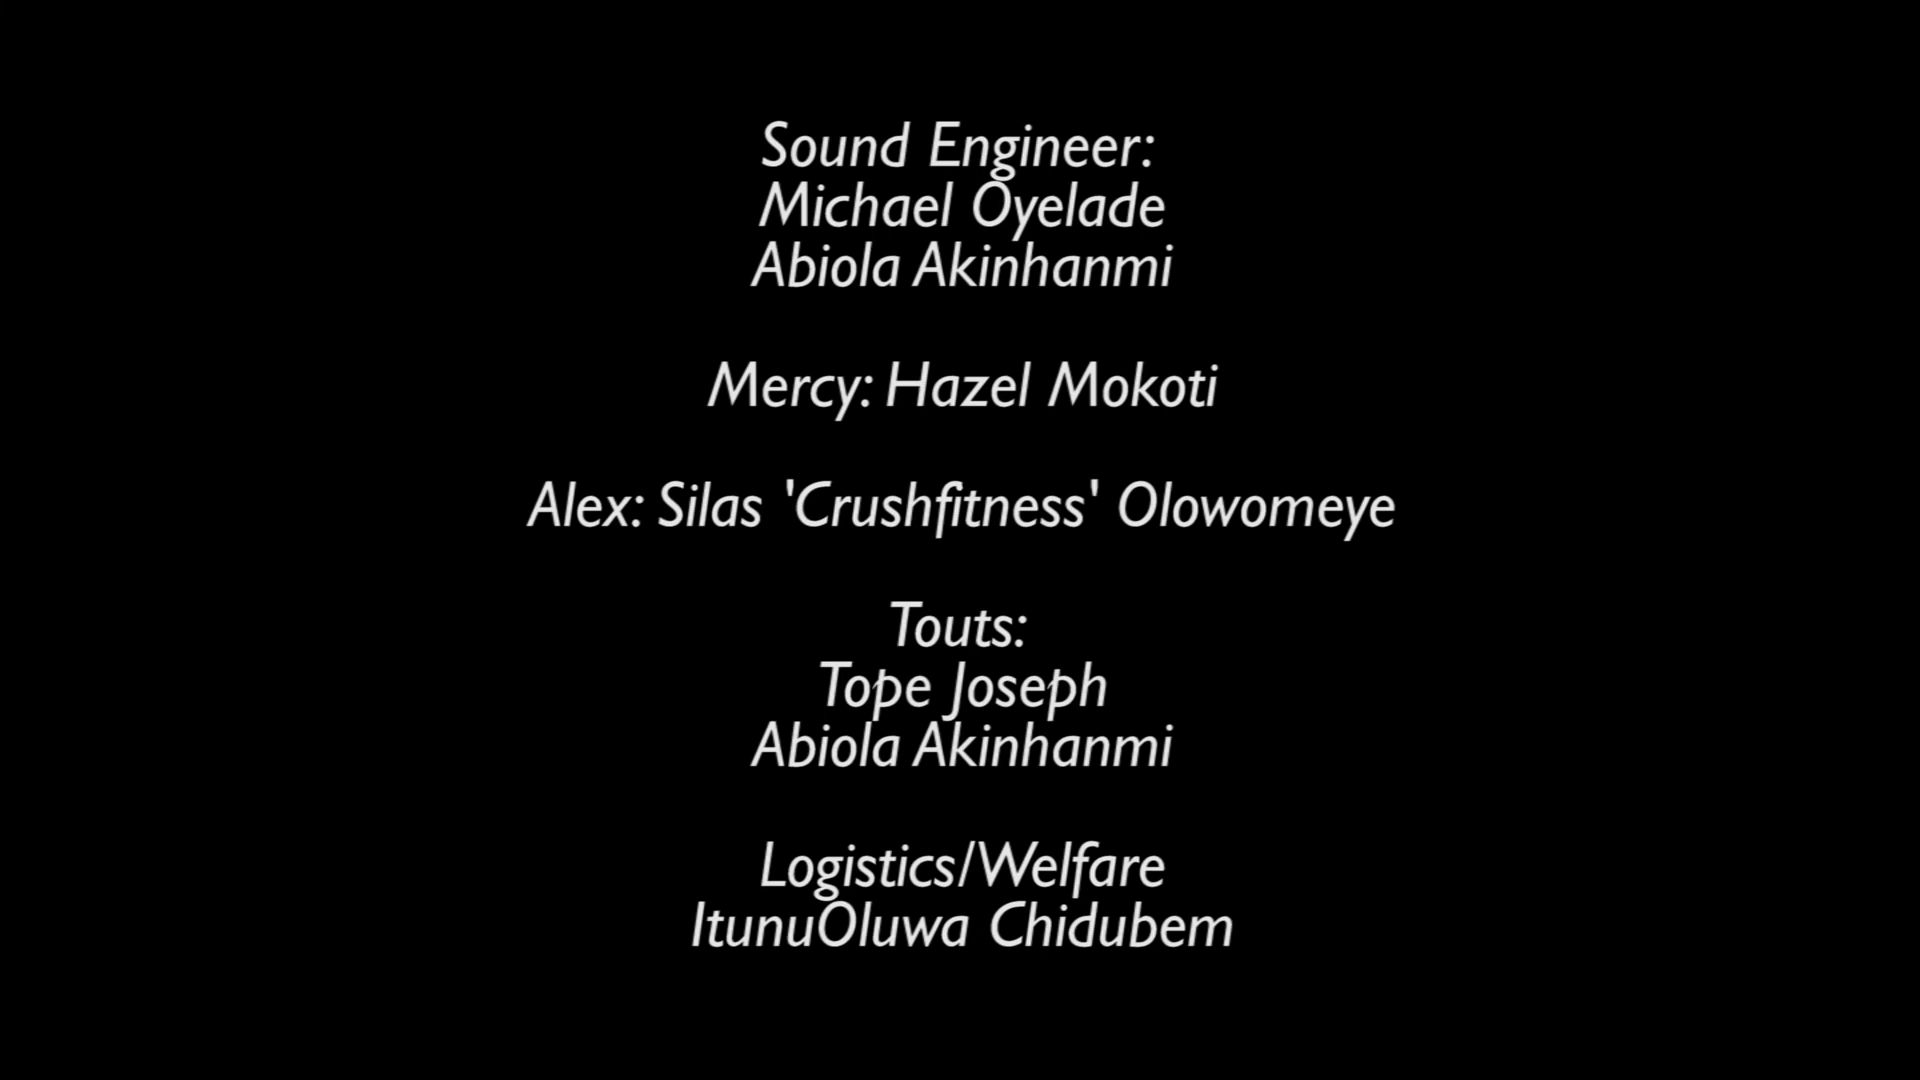 Sound Engineer:
Michael Oyelade
Abiola Akinhanmi
Mercy: Hazel Mokoti
Alex: Silas 'Crushfitness' Olowomeye
Touts:
Tope Joseph
Abiola Akinhanmi
Logistics/Welfare
ItunuOluwa Chidubem